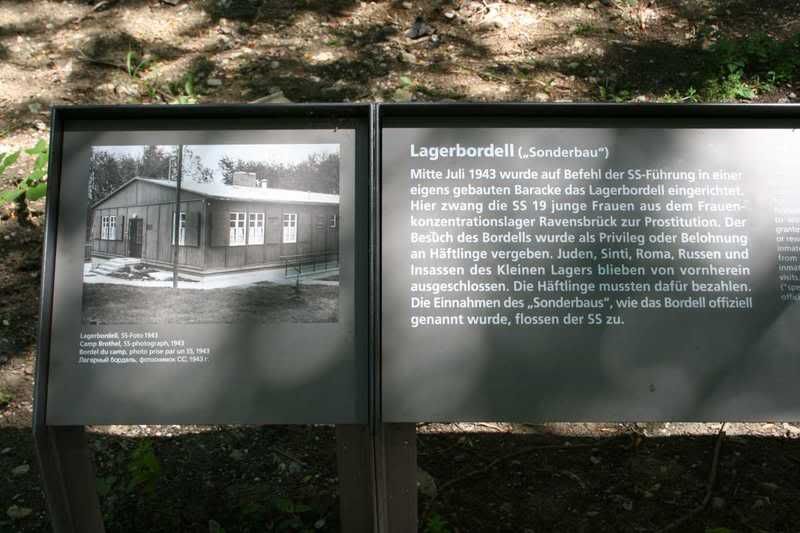 Lagerbordell, SS-Foto 1943
Camp Brothel, SS-photograph, 1943
Bordel du camp, photo prise par un SS, 1943
Лагерный бордель, фотоснимок СС, 1943 г.
Lagerbordell („Sonderbau“)
Mitte Juli 1943 wurde auf Befehl der SS-Führung in einer
eigens gebauten Baracke das Lagerbordell eingerichtet.
Hier zwang die SS 19 junge Frauen aus dem Frauen-
konzentrationslager Ravensbrück zur Prostitution. Der
Besuch des Bordells wurde als Privileg oder Belohnung
an Häftlinge vergeben. Juden, Sinti, Roma, Russen und
Insassen des Kleinen Lagers blieben von vornherein
ausgeschlossen. Die Häftlinge mussten dafür bezahlen.
Die Einnahmen des „Sonderbaus“, wie das Bordell offiziell
genannt wurde, flossen der SS zu.